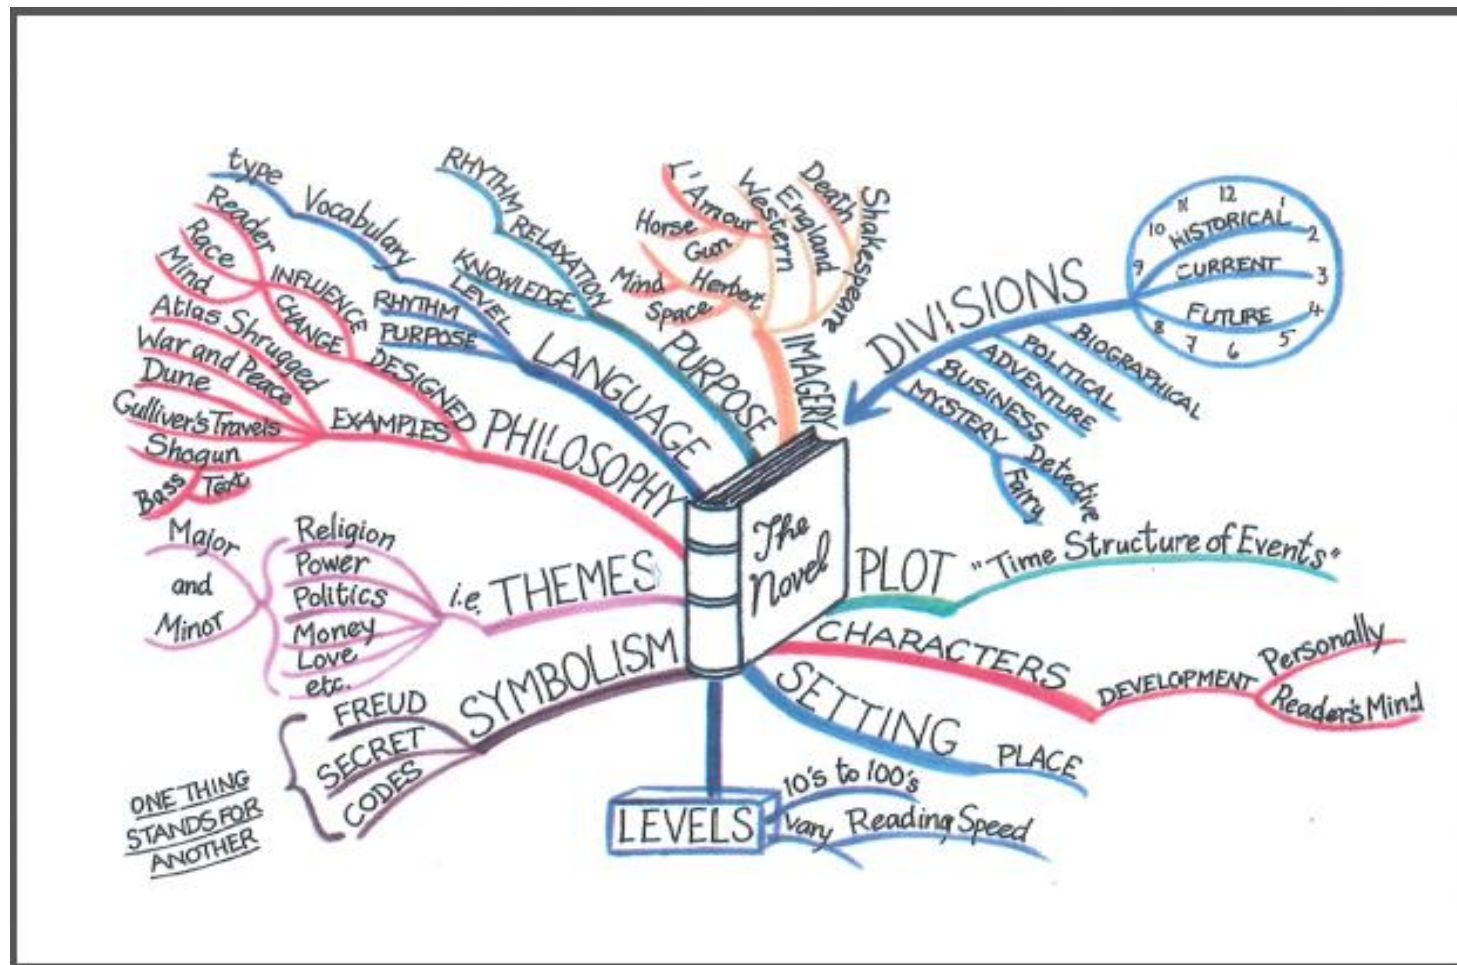 The
Novel
IMAGERY
L'Amour
Horse
Gun
Western
England
Death
Shakespeare
Herbert
Mind
Space
DIVISIONS
12
1
2
3
4
5
6
7
8
9
10
11
HISTORICAL
CURRENT
FUTURE
BIOGRAPHICAL
POLITICAL
ADVENTURE
BUSINESS
MYSTERY
Detective
Fairy
PLOT
"Time Structure of Events"
CHARACTERS
DEVELOPMENT
Personally
Reader's Mind
SETTING
PLACE
LEVELS
10's to 100's
vary
Reading Speed
SYMBOLISM
FREUD
SECRET
CODES
ONE THING
STANDS FOR
ANOTHER
i.e. THEMES
Religion
Power
Politics
Money
Love
etc.
Major
and
Minor
PHILOSOPHY
EXAMPLES
Atlas Shrugged
War and Peace
Dune
Gulliver's Travels
Shogun
Bass
Text
DESIGNED
INFLUENCE
CHANGE
Reader
Race
Mind
LANGUAGE
Vocabulary
type
LEVEL
RHYTHM
PURPOSE
PURPOSE
RELAXATION
RHYTHM
KNOWLEDGE